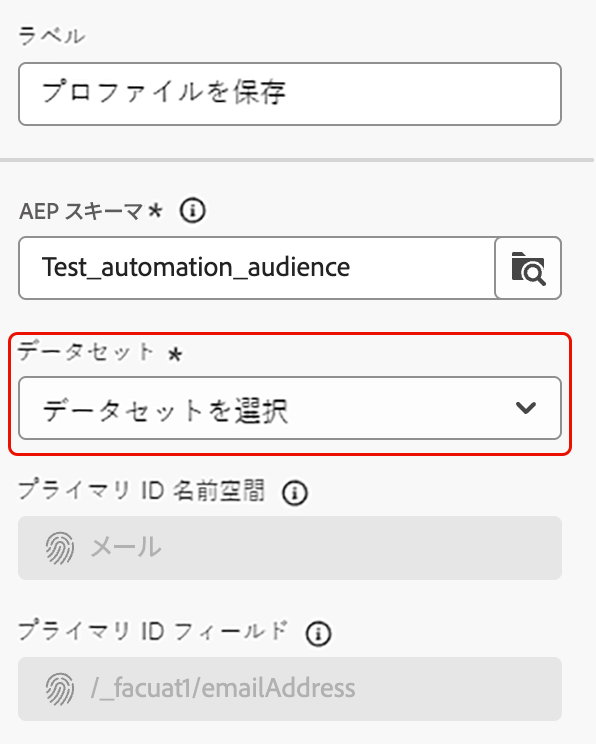 ラベル
プロファイルを保存
AEP スキーマ*
Test_automation_audience
データセット *
データセットを選択
プライマリ ID 名前空間
メール
プライマリ ID フィールド
/_facuat1/emailAddress